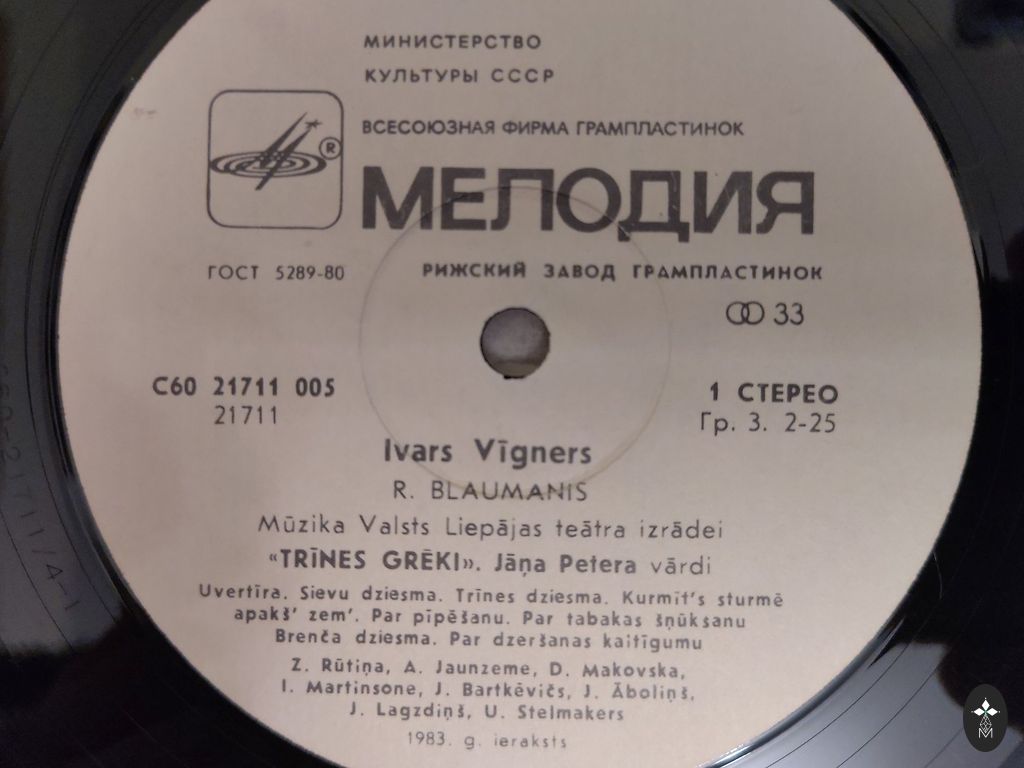 МИНИСТЕРСТВО
КУЛЬТУРЫ СССР
ВСЕСОЮЗНАЯ ФИРМА ГРАМПЛАСТИНОК
®
МЕЛОДИЯ
ГОСТ 5289-80
РИЖСКИЙ ЗАВОД ГРАМПЛАСТИНОК
33
С60 21711 005
21711
1 СТЕРЕО
Гр. 3. 2-25
Ivars Vīgners
R. BLAUMANIS
Mūzika Valsts Liepājas teātra izrādei
«TRĪNES GRĒKI». Jāņa Petera vārdi
Uvertīra. Sievu dziesma. Trīnes dziesma. Kurmīt's sturmē
apakš' zem'. Par pīpēšanu. Par tabakas šņūkšanu
Brenča dziesma. Par dzeršanas kaitīgumu
Z. Rūtiņa, A. Jaunzeme, D. Makovska,
I. Martinsone, J. Bartkēvičs, J. Āboliņš,
J. Lagzdiņš, U. Stelmakers
1983. g. ieraksts
M